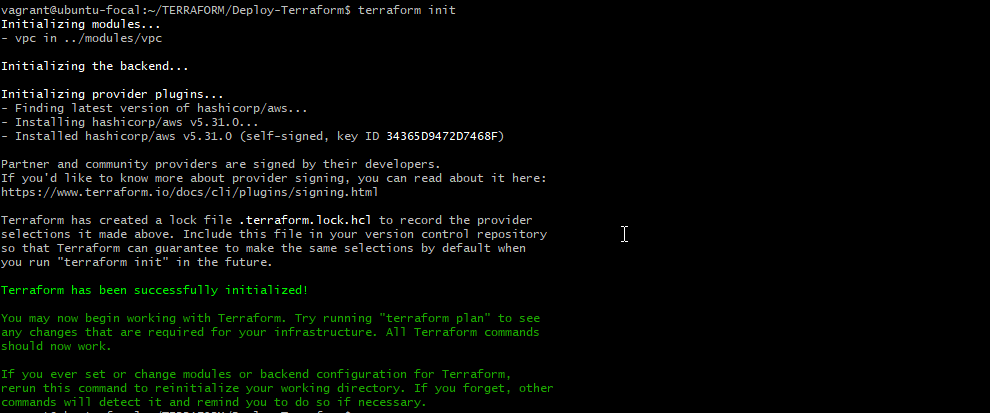 vagrant@ubuntu-focal:~/TERRAFORM/Deploy-Terraform$ terraform init
Initializing modules...
- vpc in ../modules/vpc
Initializing the backend...
Initializing provider plugins...
- Finding latest version of hashicorp/aws...
- Installing hashicorp/aws v5.31.0...
- Installed hashicorp/aws v5.31.0 (self-signed, key ID 34365D9472D7468F)
Partner and community providers are signed by their developers.
If you'd like to know more about provider signing, you can read about it here:
https://www.terraform.io/docs/cli/plugins/signing.html
Terraform has created a lock file .terraform.lock.hcl to record the provider
selections it made above. Include this file in your version control repository
so that Terraform can guarantee to make the same selections by default when
you run "terraform init" in the future.
Terraform has been successfully initialized!
You may now begin working with Terraform. Try running "terraform plan" to see
any changes that are required for your infrastructure. All Terraform commands
should now work.
If you ever set or change modules or backend configuration for Terraform,
rerun this command to reinitialize your working directory. If you forget, other
commands will detect it and remind you to do so if necessary.